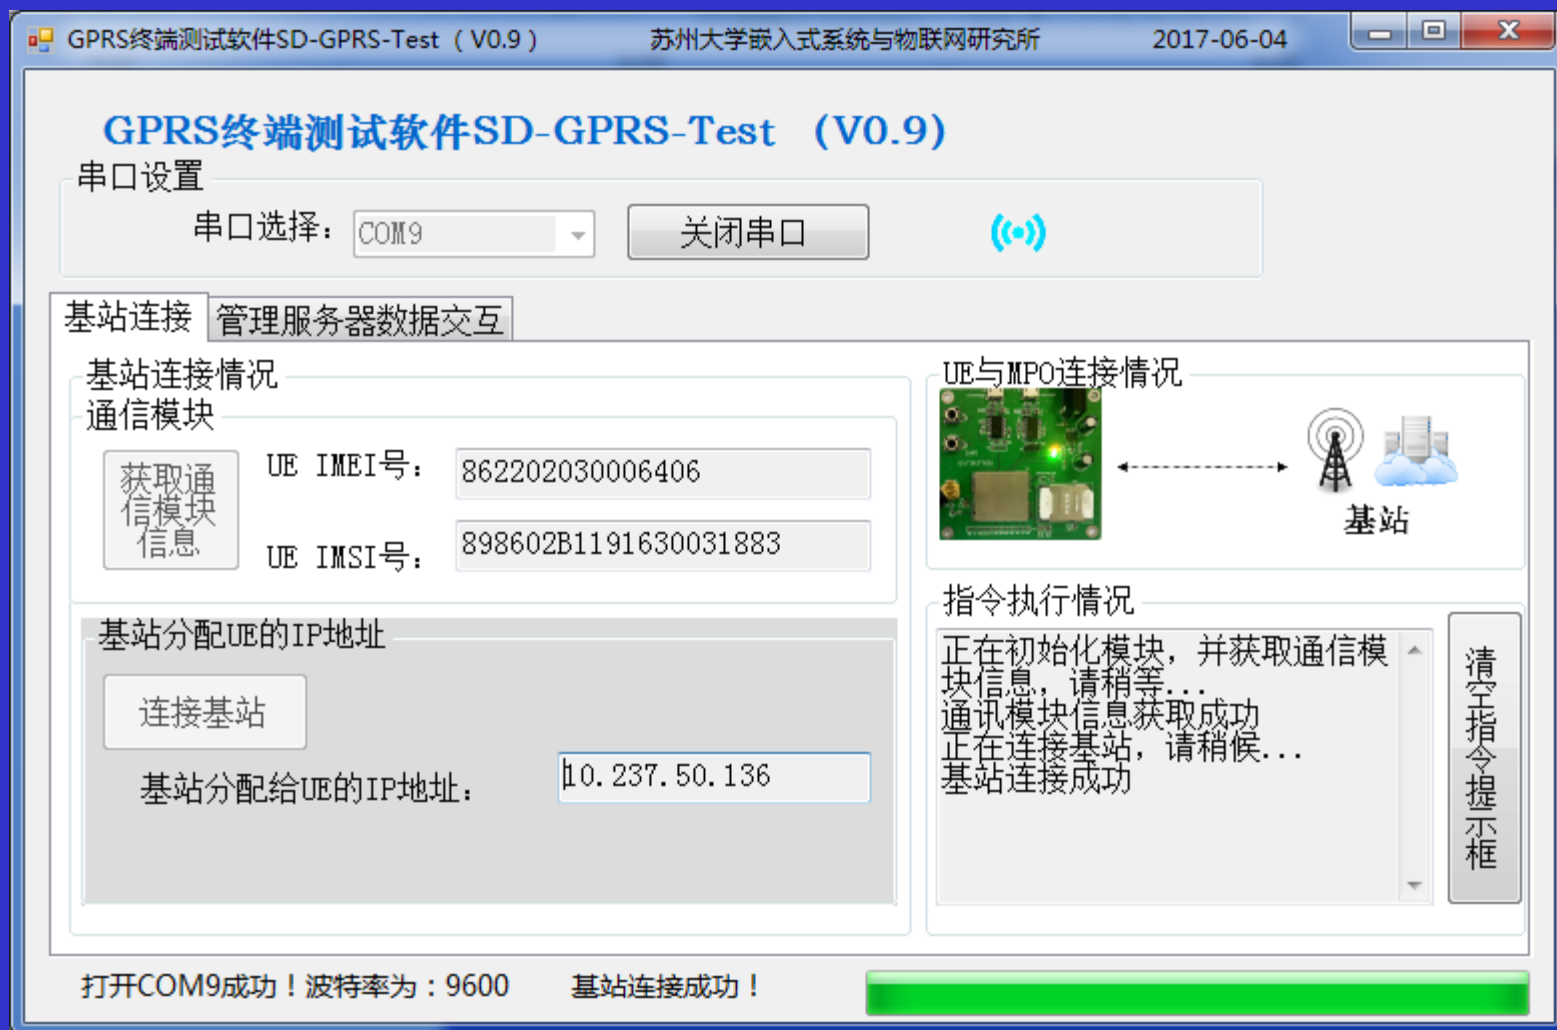 GPRS终端测试软件SD-GPRS-Test（V0.9） 苏州大学嵌入式系统与物联网研究所 2017-06-04
GPRS终端测试软件SD-GPRS-Test （V0.9）
串口设置
串口选择： COM9 关闭串口
基站连接 管理服务器数据交互
基站连接情况
通信模块
获取通
信模块
信息
UE IMEI号： 862202030006406
UE IMSI号： 898602B1191630031883
基站分配UE的IP地址
连接基站
基站分配给UE的IP地址： 10.237.50.136
UE与MPO连接情况
基站
指令执行情况
正在初始化模块，并获取通信模
块信息，请稍等...
通讯模块信息获取成功
正在连接基站，请稍候...
基站连接成功
清空指令提示框
打开COM9成功！波特率为：9600 基站连接成功！